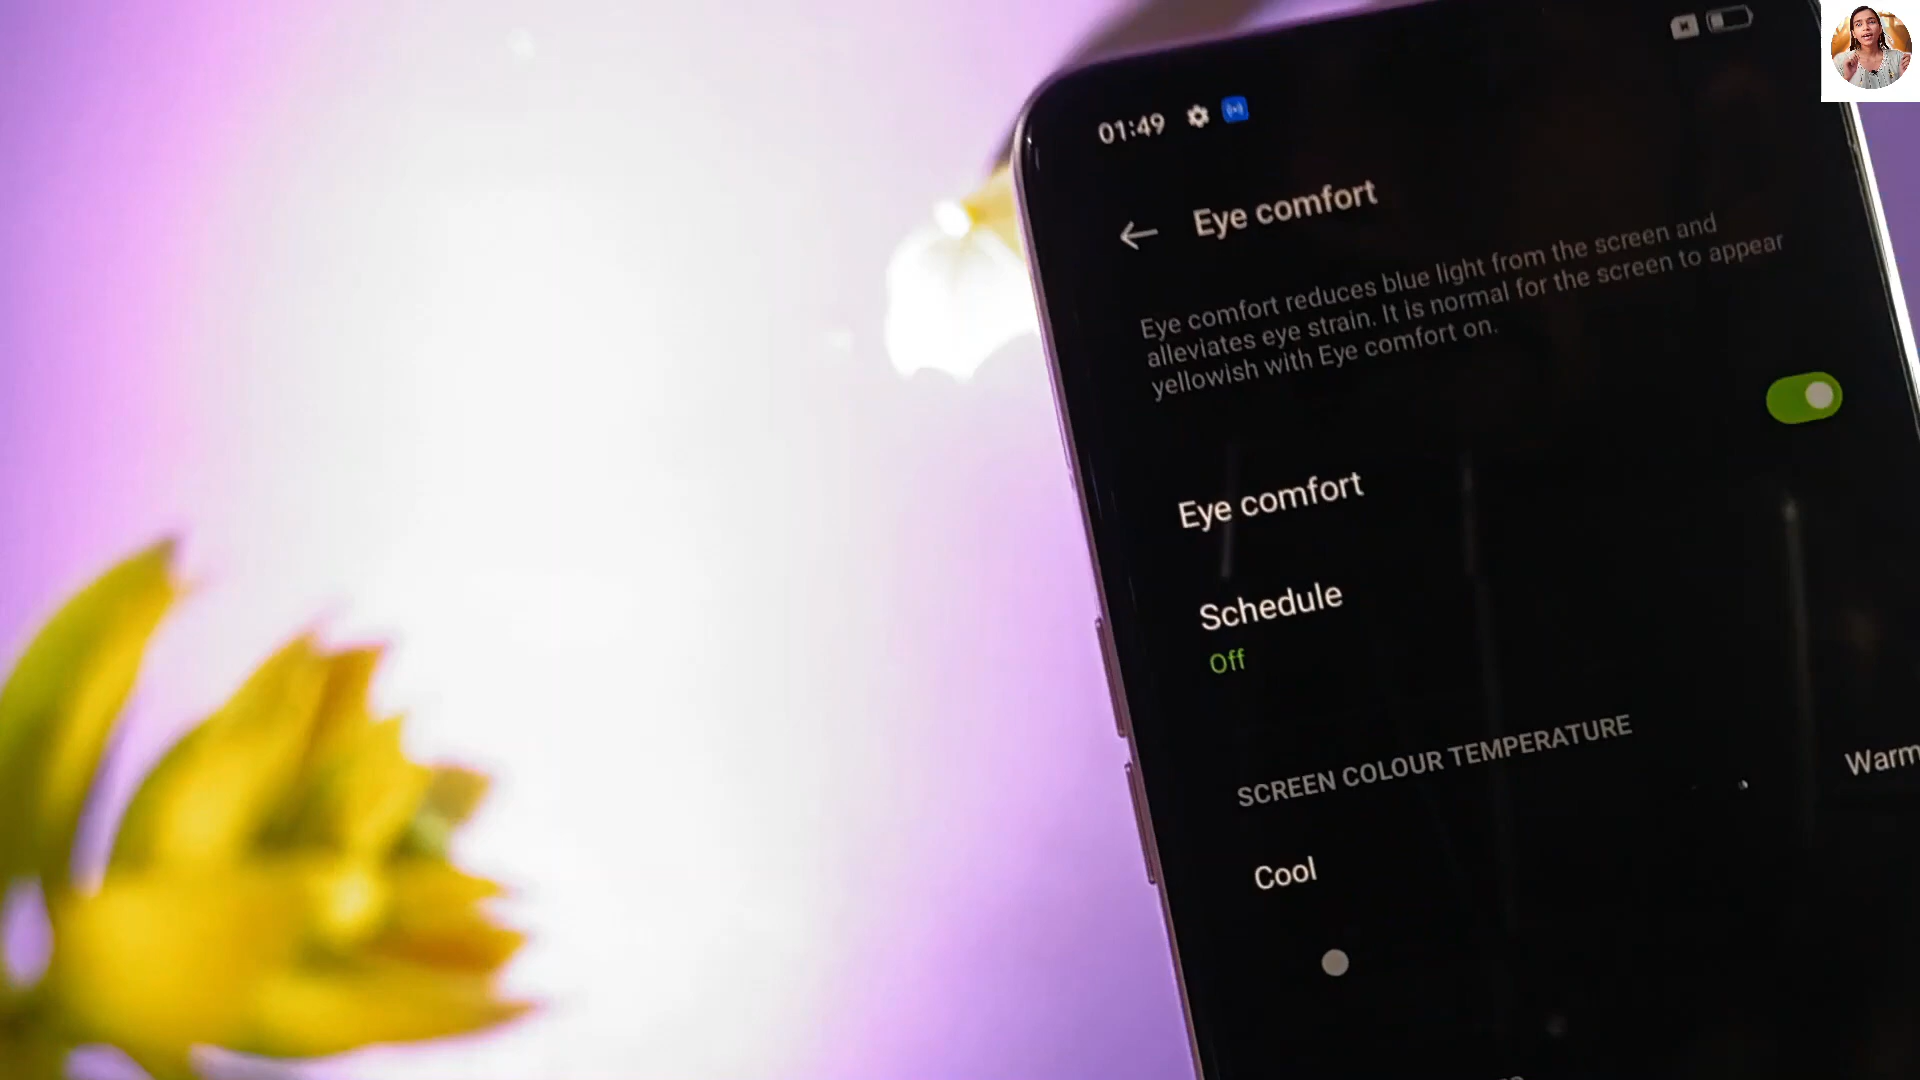 01:49
Eye comfort
Eye comfort reduces blue light from the screen and
alleviates eye strain. It is normal for the screen to appear
yellowish with Eye comfort on.
Eye comfort
Schedule
Off
SCREEN COLOUR TEMPERATURE
Warm
Cool